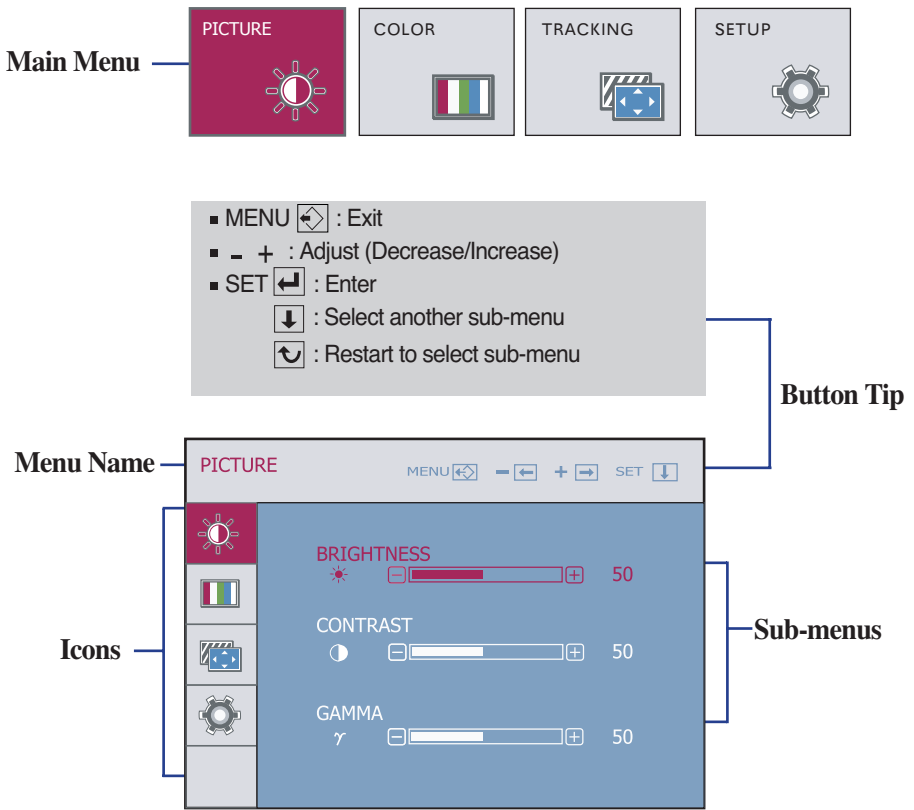 PICTURE
COLOR
TRACKING
SETUP
Main Menu
MENU : Exit
- + : Adjust (Decrease/Increase)
SET : Enter
: Select another sub-menu
: Restart to select sub-menu
Button Tip
Menu Name
PICTURE
MENU - + SET
BRIGHTNESS
50
CONTRAST
50
Sub-menus
Icons
GAMMA
γ 50